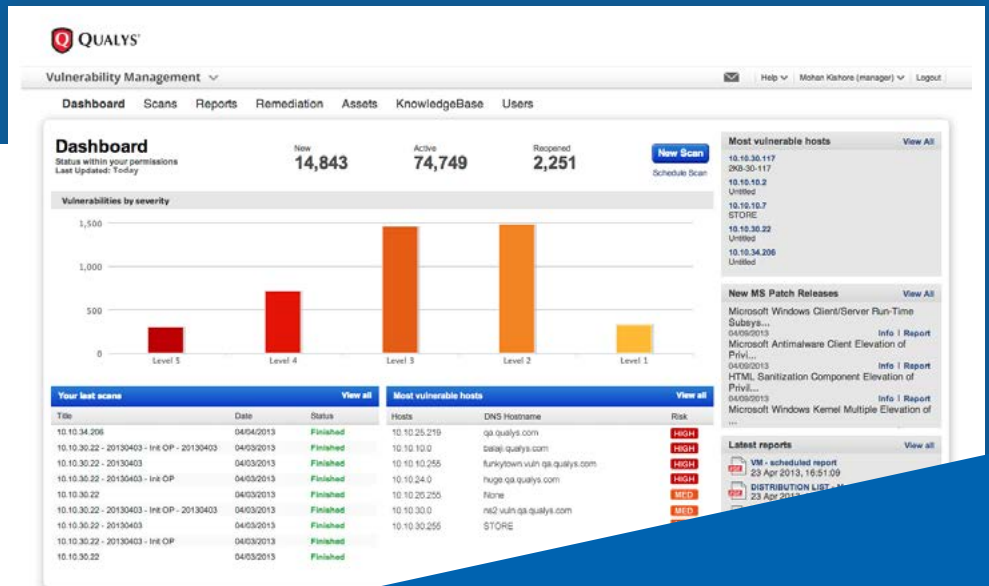 QUALYS®
Vulnerability Management
Help Mohan Kishore (manager) Logout
Dashboard Scans Reports Remediation Assets KnowledgeBase Users
Dashboard
Status within your permissions
Last Updated: Today
New
14,843
Active
74,749
Reopened
2,251
New Scan
Schedule Scan
Vulnerabilities by severity
1,500
1,000
500
0
Level 5 Level 4 Level 3 Level 2 Level 1
Your last scans View all
Title Date Status
10.10.34.206 04/04/2013 Finished
10.10.30.22 - 20130403 - Init OP - 20130403 04/03/2013 Finished
10.10.30.22 - 20130403 04/03/2013 Finished
10.10.30.22 - 20130403 - Init OP 04/03/2013 Finished
10.10.30.22 04/03/2013 Finished
10.10.30.22 - 20130403 - Init OP - 20130403 04/03/2013 Finished
10.10.30.22 - 20130403 04/03/2013 Finished
10.10.30.22 - 20130403 - Init OP 04/03/2013 Finished
10.10.30.22 04/03/2013 Finished
Most vulnerable hosts View all
Hosts DNS Hostname Risk
10.10.25.219 qa.qualys.com HIGH
10.10.10.0 balaji.qualys.com HIGH
10.10.10.255 funkytown.vuln.qa.qualys.com HIGH
10.10.24.0 huge.qa.qualys.com HIGH
10.10.25.255 None MED
10.10.30.0 ns2.vuln.qa.qualys.com MED
10.10.30.255 STORE
Most vulnerable hosts View All
10.10.30.117
2K8-30-117
10.10.10.2
Untitled
10.10.10.7
STORE
10.10.30.22
Untitled
10.10.34.206
Untitled
New MS Patch Releases View All
Microsoft Windows Client/Server Run-Time
Subsys...
04/09/2013 Info | Report
Microsoft Antimalware Client Elevation of
Privi...
04/09/2013 Info | Report
HTML Sanitization Component Elevation of
Privil...
04/09/2013 Info | Report
Microsoft Windows Kernel Multiple Elevation of
...
Latest reports View all
VM - scheduled report
23 Apr 2013, 16:51:09
DISTRIBUTION LIST -
23 Apr